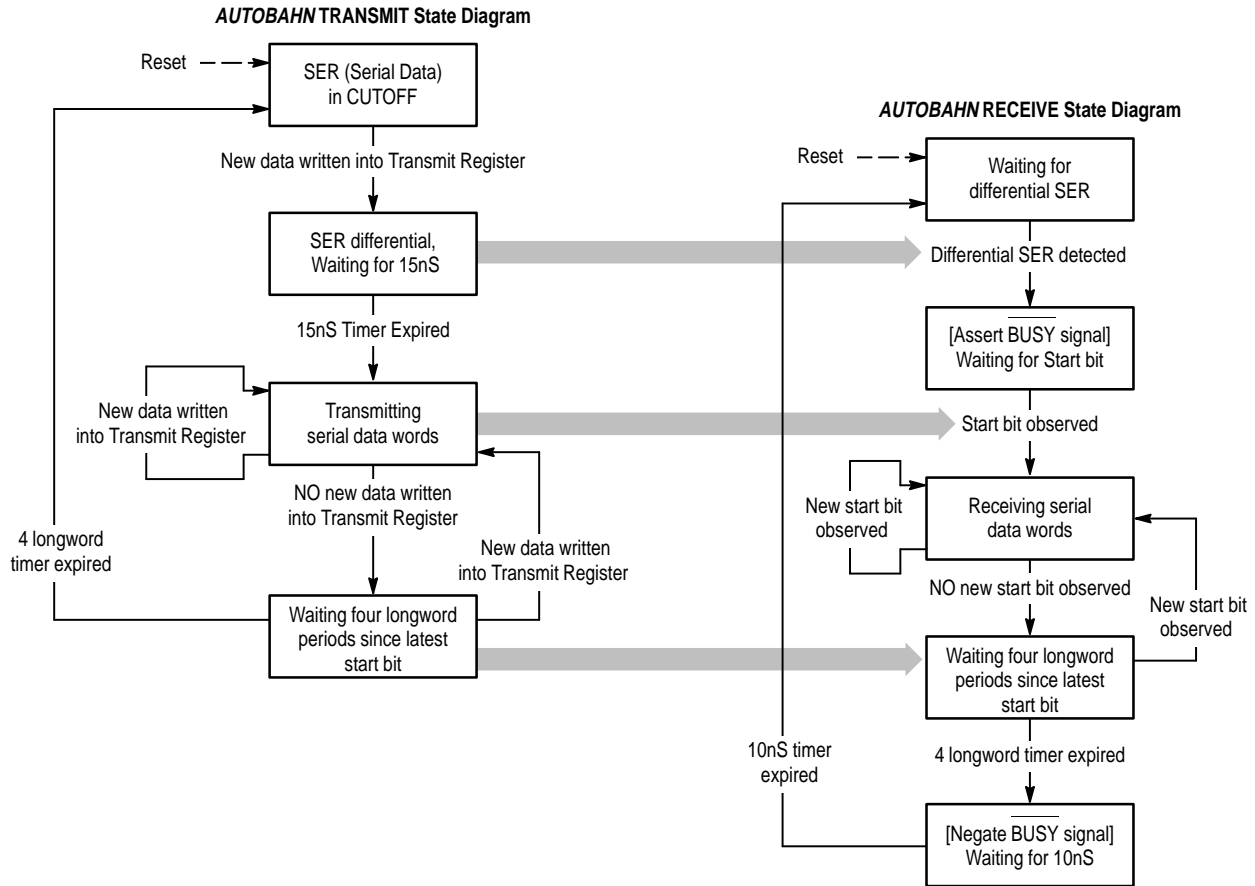 AUTOBAHN TRANSMIT State Diagram
Reset
SER (Serial Data)
in CUTOFF
New data written into Transmit Register
SER differential,
Waiting for 15nS
15nS Timer Expired
New data written
into Transmit Register
Transmitting
serial data words
NO new data written
into Transmit Register
4 longword
timer expired
New data written
into Transmit Register
Waiting four longword
periods since latest
start bit
AUTOBAHN RECEIVE State Diagram
Reset
Waiting for
differential SER
Differential SER detected
[Assert BUSY signal]
Waiting for Start bit
Start bit observed
New start bit
observed
Receiving serial
data words
NO new start bit observed
New start bit
observed
Waiting four longword
periods since latest
start bit
10nS timer
expired
4 longword timer expired
[Negate BUSY signal]
Waiting for 10nS